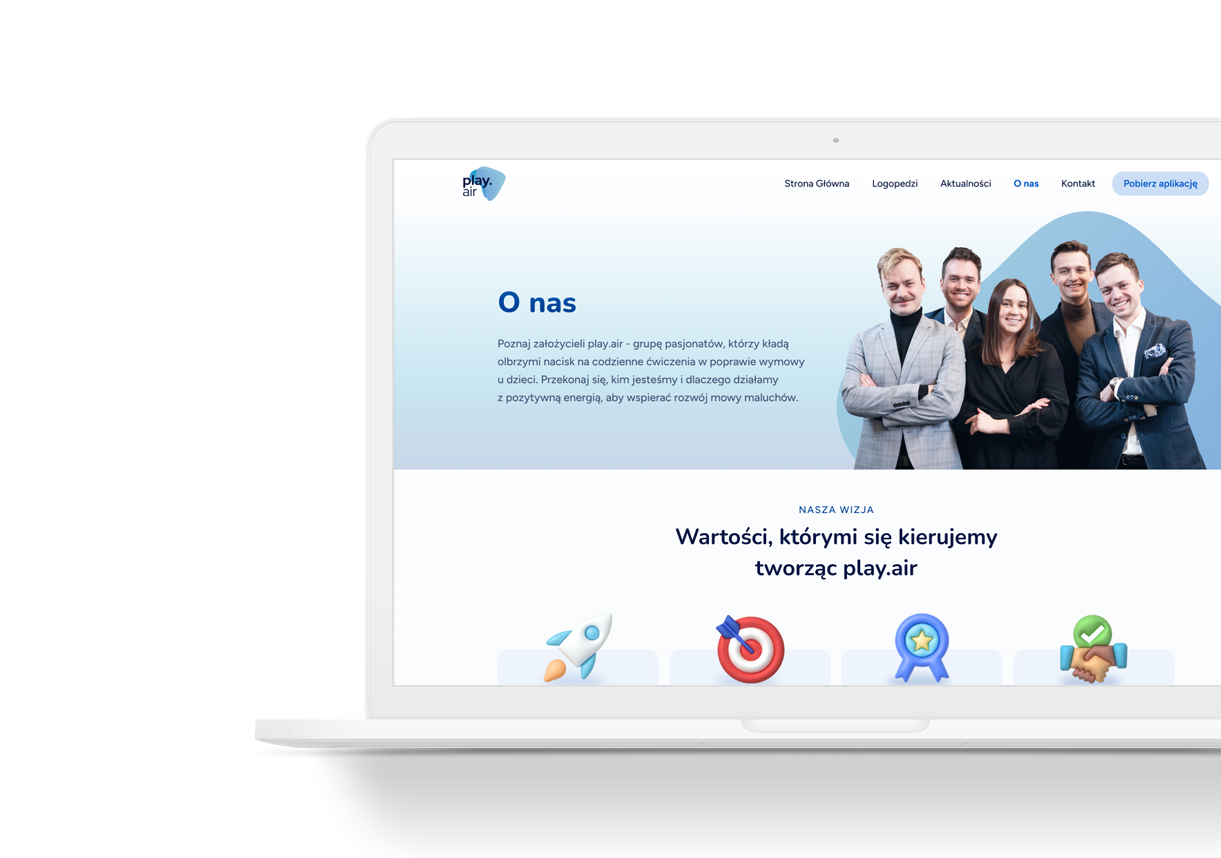 play.
air
Strona Główna Logopedzi Aktualności O nas Kontakt Pobierz aplikację
O nas
Poznaj założycieli play.air - grupę pasjonatów, którzy kładą
olbrzymi nacisk na codzienne ćwiczenia w poprawie wymowy
u dzieci. Przekonaj się, kim jesteśmy i dlaczego działamy
z pozytywną energią, aby wspierać rozwój mowy maluchów.
NASZA WIZJA
Wartości, którymi się kierujemy
tworząc play.air